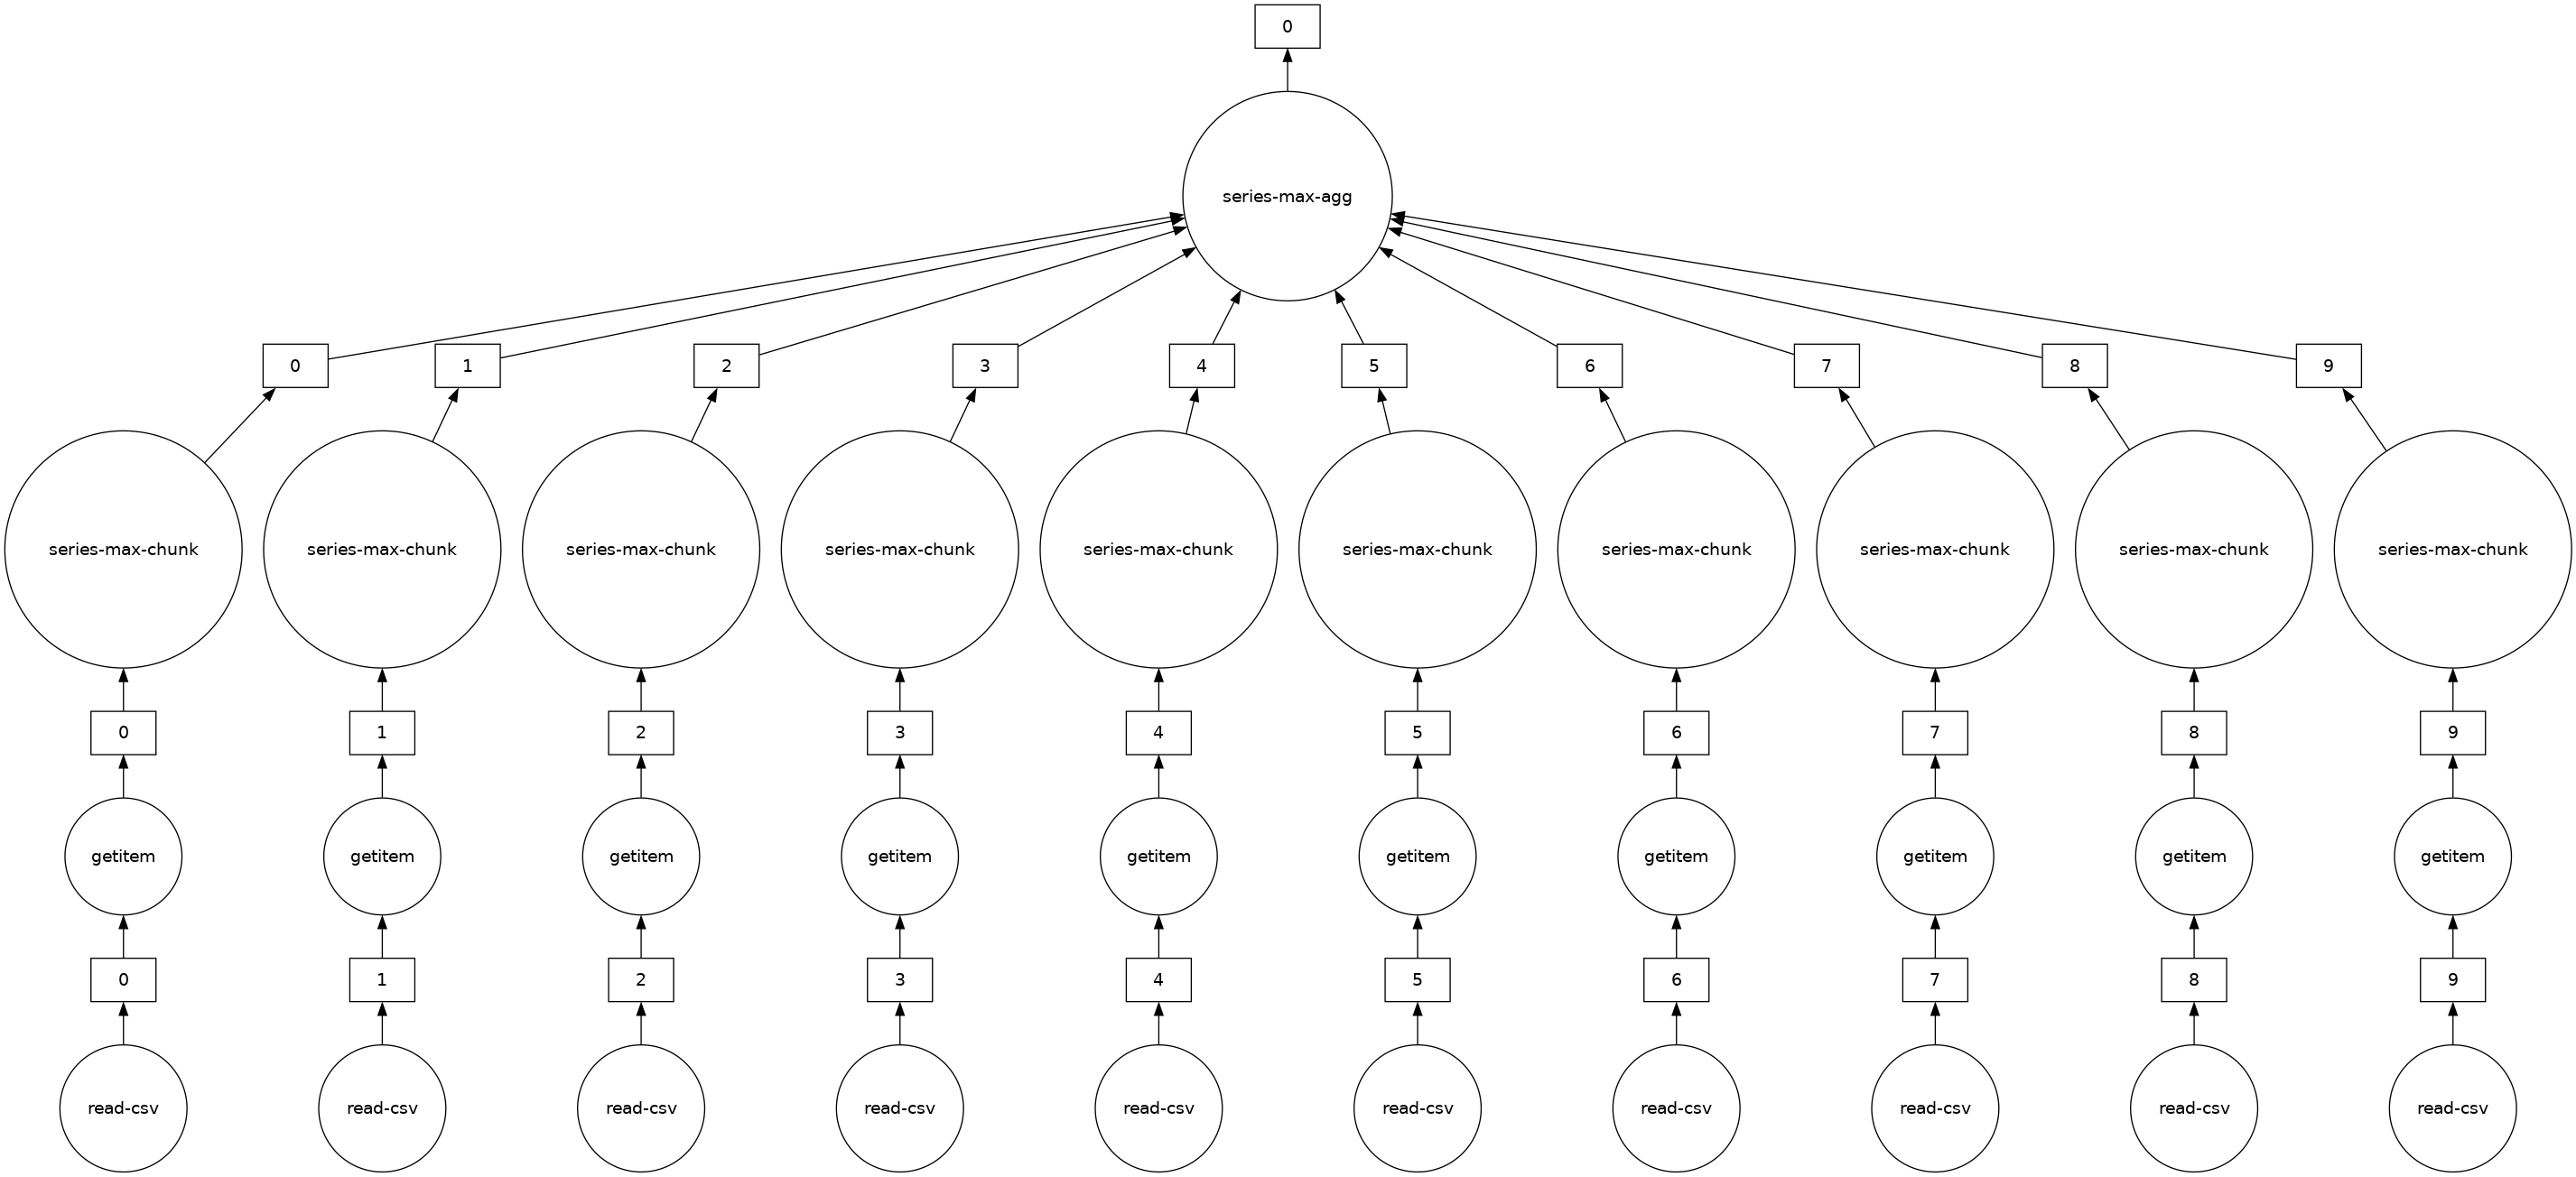 0
series-max-agg
0 1 2 3 4 5 6 7 8 9
series-max-chunk series-max-chunk series-max-chunk series-max-chunk series-max-chunk series-max-chunk series-max-chunk series-max-chunk series-max-chunk series-max-chunk
0 1 2 3 4 5 6 7 8 9
getitem getitem getitem getitem getitem getitem getitem getitem getitem getitem
0 1 2 3 4 5 6 7 8 9
read-csv read-csv read-csv read-csv read-csv read-csv read-csv read-csv read-csv read-csv